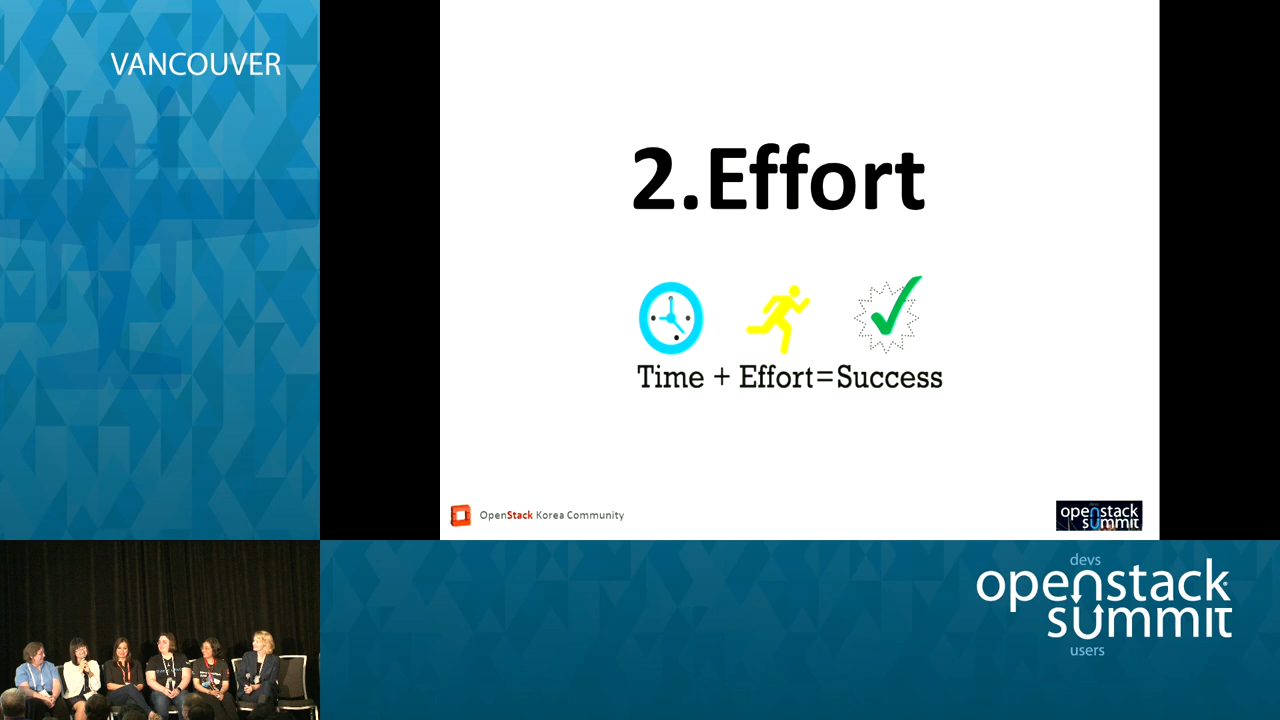 VANCOUVER
2.Effort
Time + Effort=Success
OpenStack Korea Community
openstack
summit
devs
openstack
summit
users